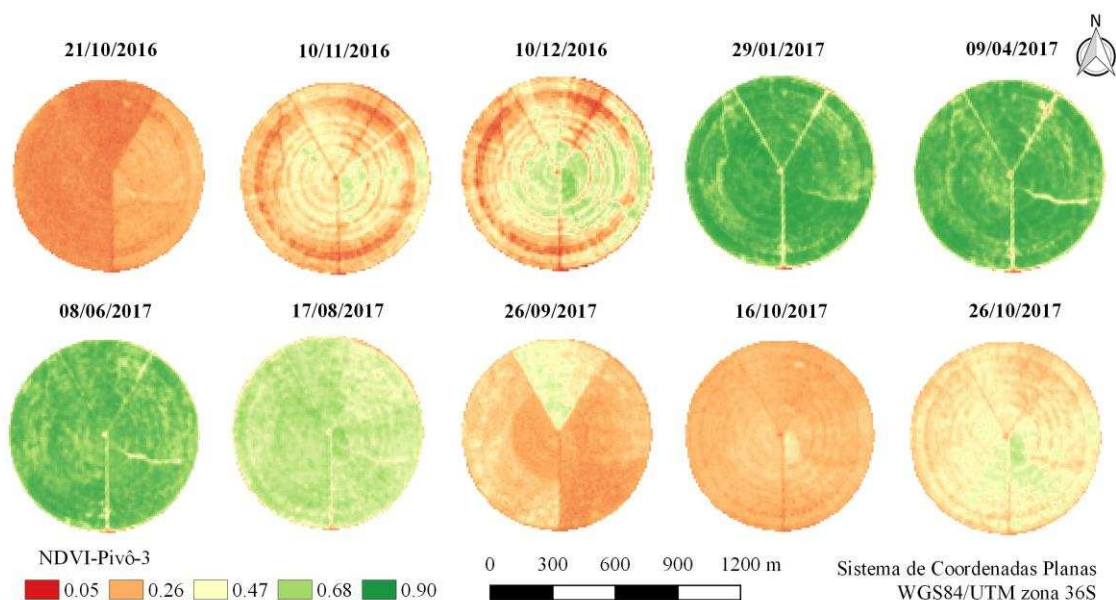 N
21/10/2016 10/11/2016 10/12/2016 29/01/2017 09/04/2017
08/06/2017 17/08/2017 26/09/2017 16/10/2017 26/10/2017
NDVI-Pivô-3
0.05 0.26 0.47 0.68 0.90
0 300 600 900 1200 m
Sistema de Coordenadas Planas
WGS84/UTM zona 36S